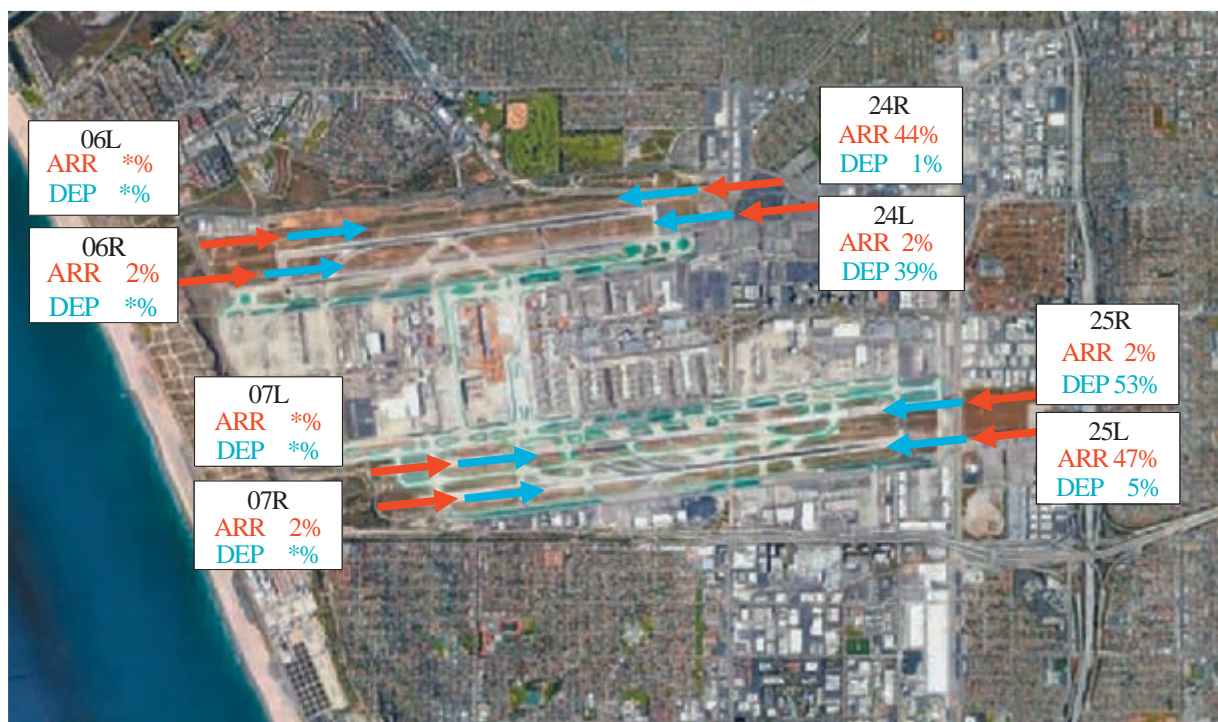 06L
ARR *%
DEP *%
06R
ARR 2%
DEP *%
07L
ARR *%
DEP *%
07R
ARR 2%
DEP *%
24R
ARR 44%
DEP 1%
24L
ARR 2%
DEP 39%
25R
ARR 2%
DEP 53%
25L
ARR 47%
DEP 5%